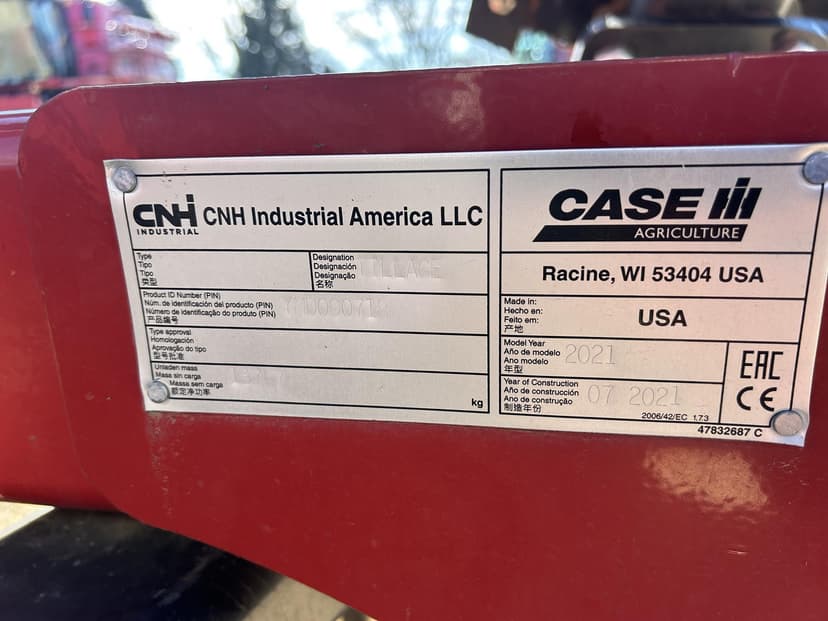 CNH
INDUSTRIAL
CNH Industrial America LLC
Type
Tipo
Tipo
类型
Designation
Designación
Designação
名称
TILLAGE
Product ID Number (PIN)
Núm. de identificación del producto (PIN)
Número de identificação do produto (PIN)
产品编号
Type approval
Homologación
Aprovação do tipo
型号批准
Unladen mass
Masa sin carga
Massa sem carga
额定净功率
kg
CASE IH
AGRICULTURE
Racine, WI 53404 USA
Made in:
Hecho en:
Feito em:
产地
USA
Model Year
Año de modelo
Ano modelo
年型
2021
Year of Construction
Año de construcción
Ano de construção
制造年份
07 2021
EAC
CE
2006/42/EC 1.7.3
47832687 C